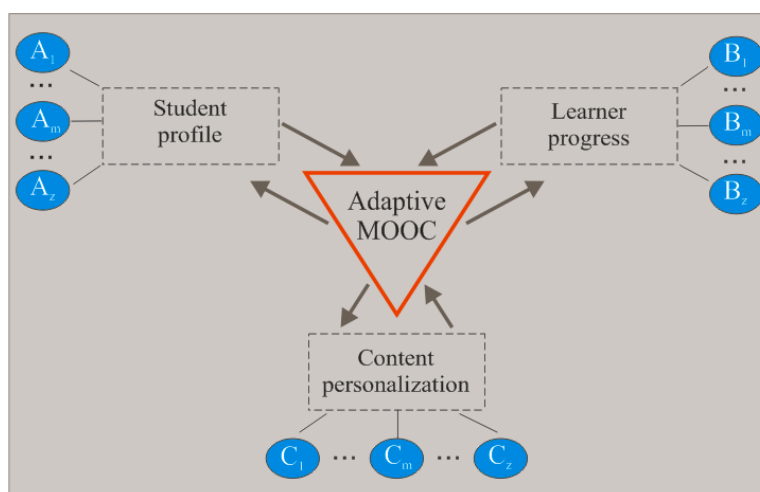 A1
...
Am
...
Az
Student
profile
Learner
progress
B1
...
Bm
...
Bz
Adaptive
MOOC
Content
personalization
C1 ... Cm ... Cz